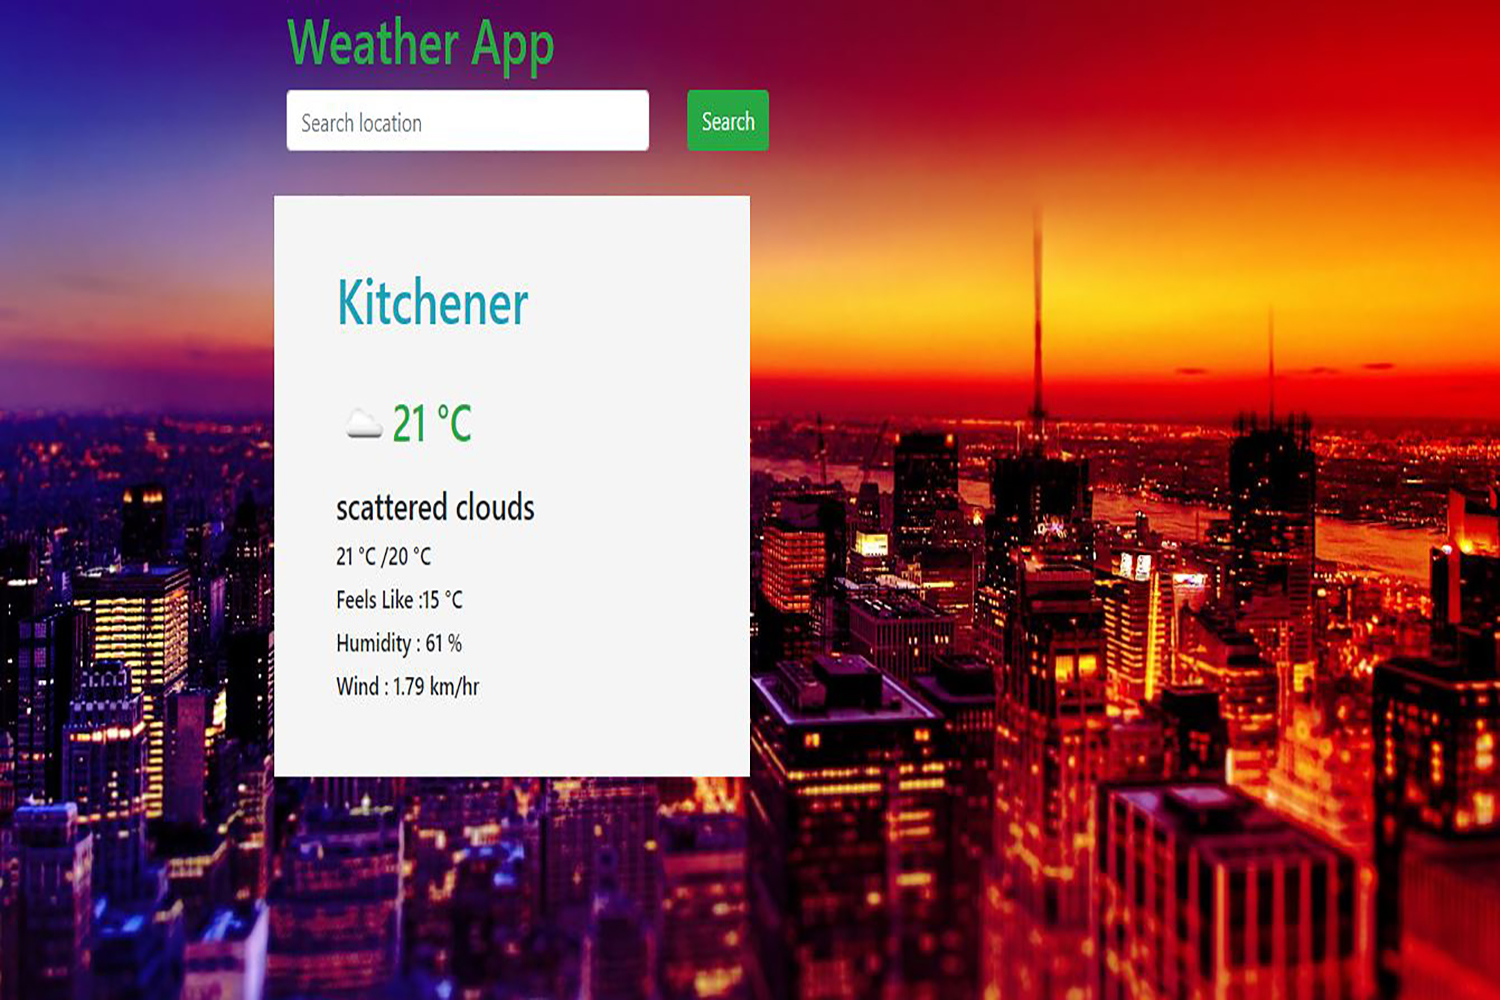 Weather App
Search location
Search
Kitchener
21 °C
scattered clouds
21 °C /20 °C
Feels Like :15 °C
Humidity : 61 %
Wind : 1.79 km/hr